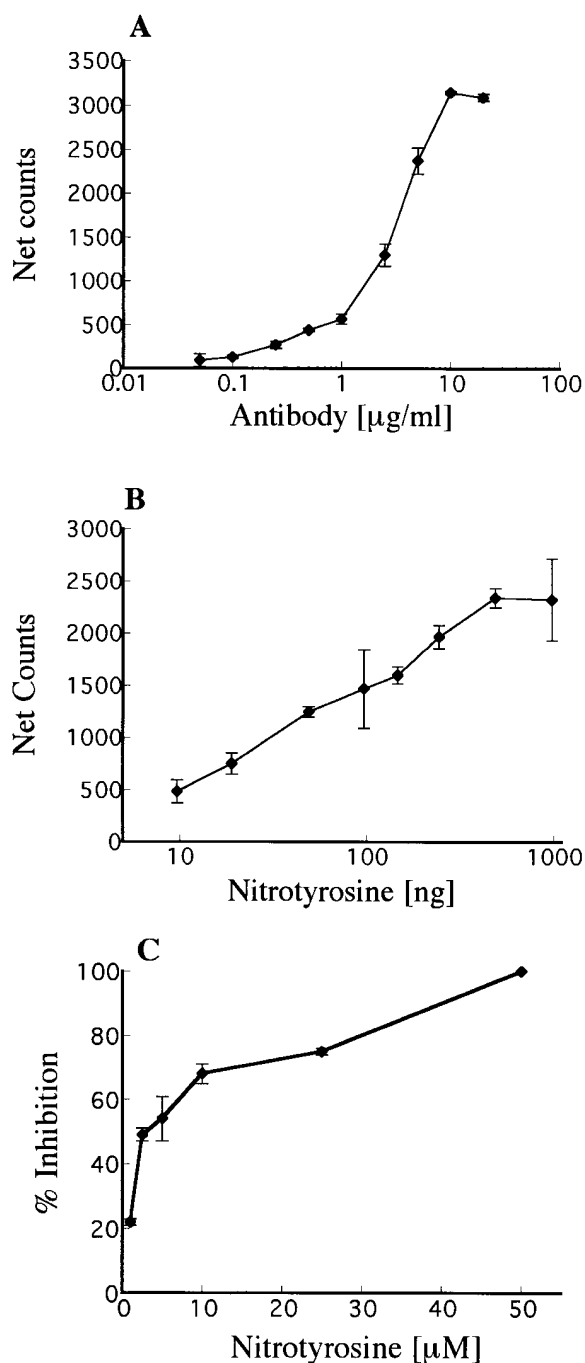 A
3500
3000
2500
2000
1500
1000
500
0
Net counts
0.01 0.1 1 10 100
Antibody [µg/ml]
B
3000
2500
2000
1500
1000
500
0
Net Counts
10 100 1000
Nitrotyrosine [ng]
C
100
80
60
40
20
0
% Inhibition
0 10 20 30 40 50
Nitrotyrosine [µM]